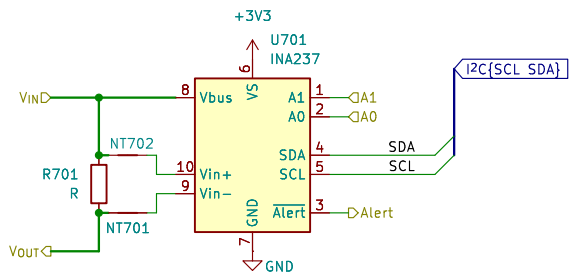 +3V3
U701
INA237
6
VS
I²C{SCL SDA}
VIN
8
Vbus
A1
1
A1
A0
2
A0
NT702
SDA
4
SDA
R701
R
10
Vin+
SCL
5
SCL
9
Vin-
NT701
GND
Alert
3
Alert
VOUT
7
GND